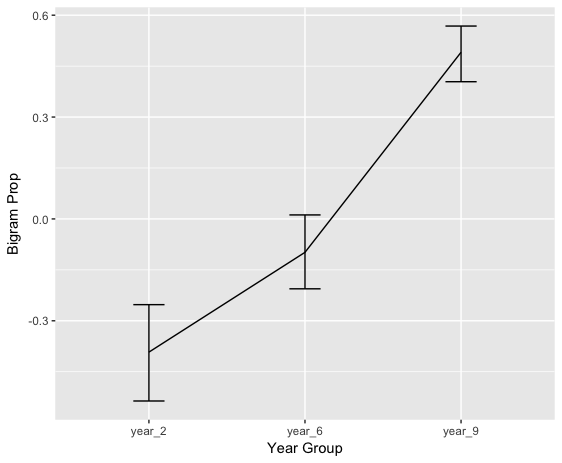 0.6
0.3
0.0
-0.3
Bigram Prop
year_2
year_6
year_9
Year Group